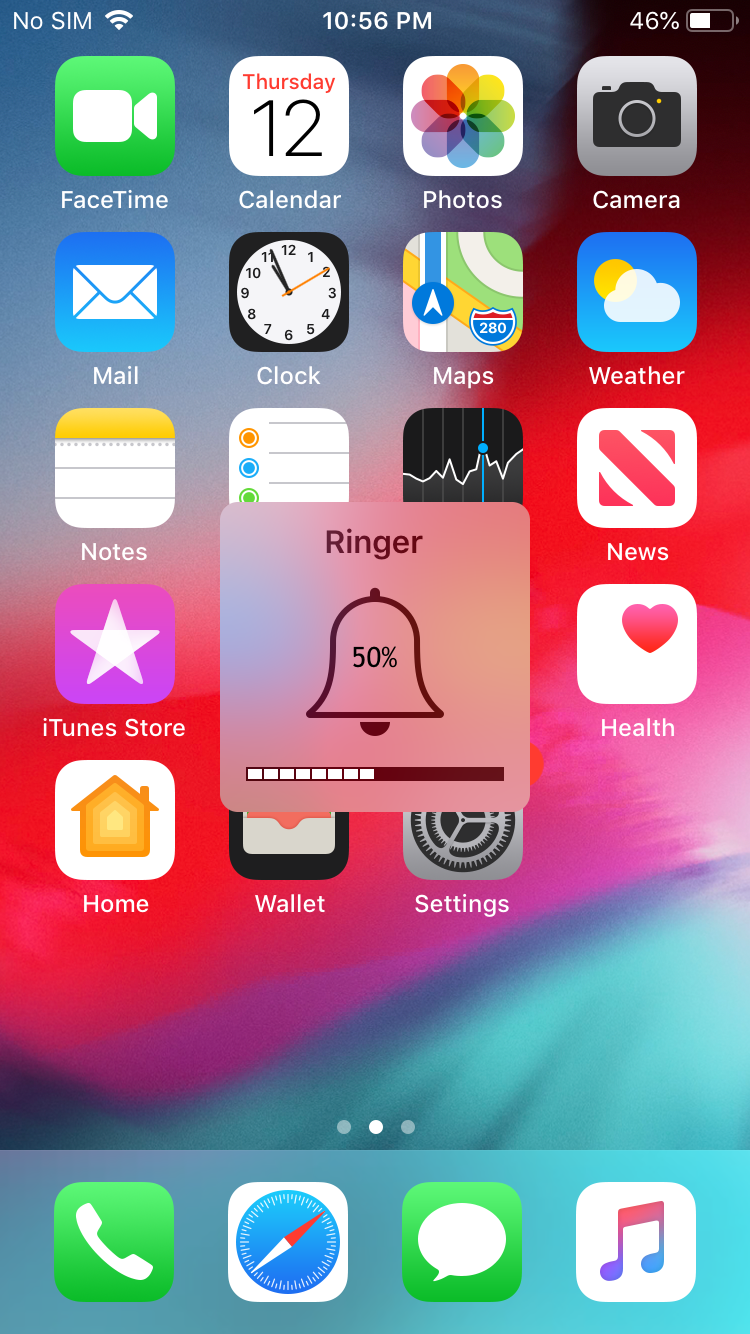 No SIM 10:56 PM 46%
Thursday
12
FaceTime Calendar Photos Camera
12
11 1
10 2
9 3
8 4
7 5
6
280
Mail Clock Maps Weather
Notes News
Ringer
50%
iTunes Store Health
Home Wallet Settings